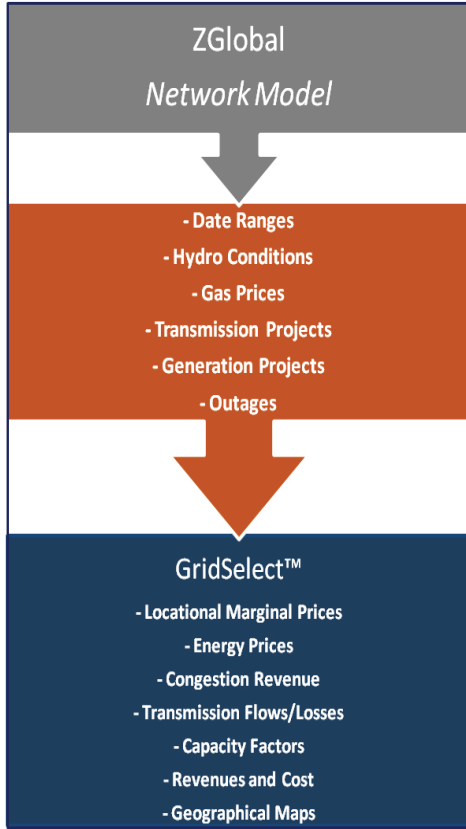 ZGlobal
Network Model
- Date Ranges
- Hydro Conditions
- Gas Prices
- Transmission Projects
- Generation Projects
- Outages
GridSelect™
- Locational Marginal Prices
- Energy Prices
- Congestion Revenue
- Transmission Flows/Losses
- Capacity Factors
- Revenues and Cost
- Geographical Maps